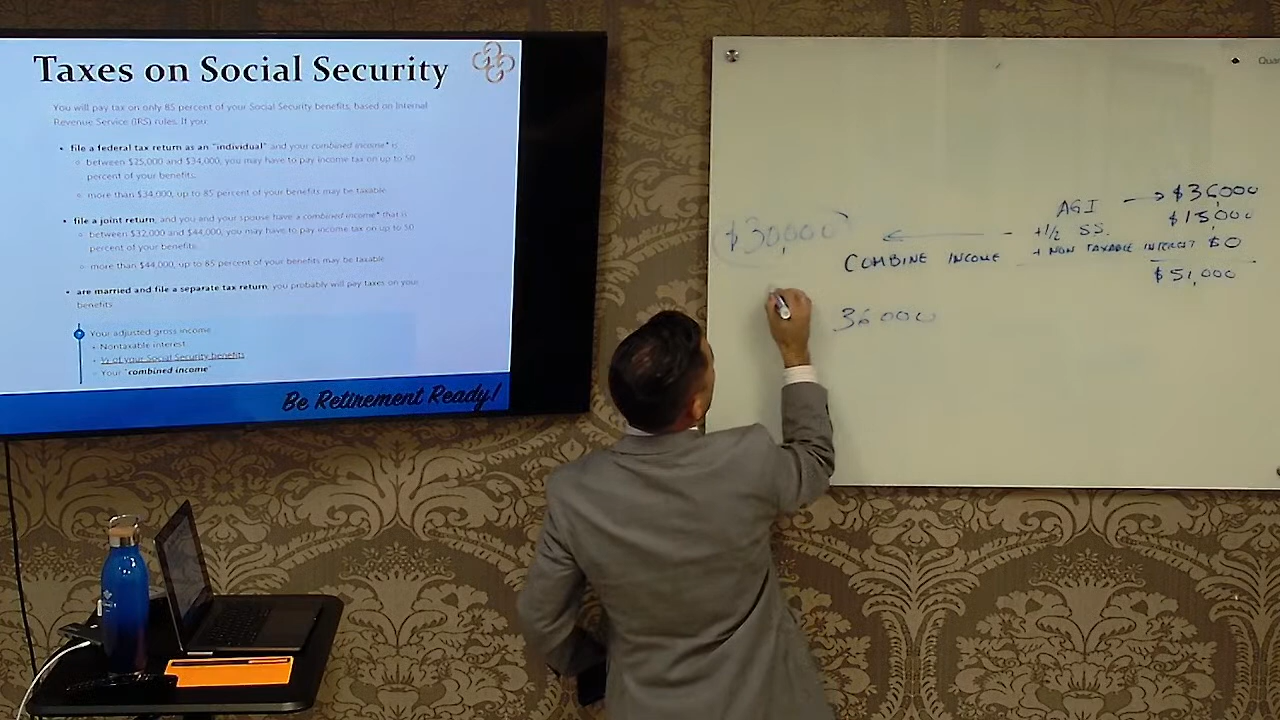 Taxes on Social Security
You will pay tax on only 85 percent of your Social Security benefits, based on Internal
Revenue Service (IRS) rules. If you:
• file a federal tax return as an "individual" and your combined income* is
between $25,000 and $34,000, you may have to pay income tax on up to 50
percent of your benefits.
more than $34,000, up to 85 percent of your benefits may be taxable.
• file a joint return, and you and your spouse have a combined income* that is
between $32,000 and $44,000, you may have to pay income tax on up to 50
percent of your benefits.
more than $44,000, up to 85 percent of your benefits may be taxable.
• are married and file a separate tax return, you probably will pay taxes on your
benefits.
Your adjusted gross income
+ Nontaxable interest
+ ½ of your Social Security benefits
Your "combined income"
Be Retirement Ready!
AGI → $36,000
+1/2 SS. $15,000
+ NON TAXABLE INTEREST $0
$51,000
($30,000)
COMBINE INCOME
36000